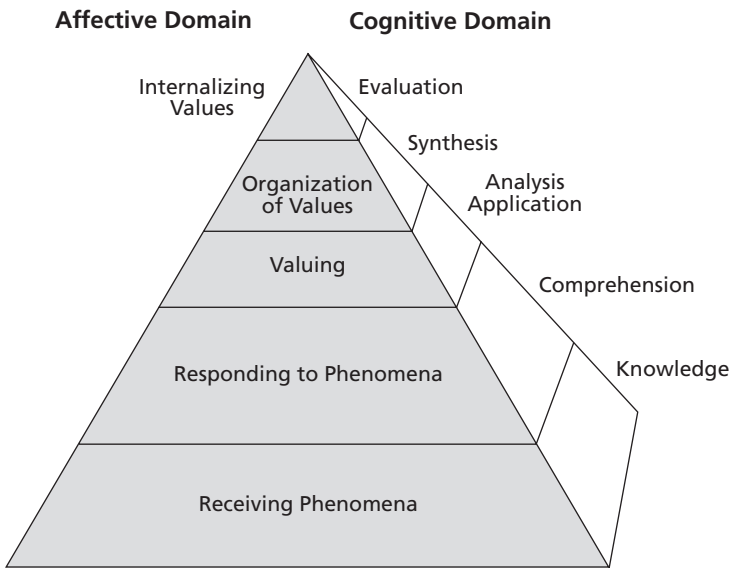 Affective Domain
Cognitive Domain
Internalizing
Values
Evaluation
Synthesis
Organization
of Values
Analysis
Application
Valuing
Comprehension
Responding to Phenomena
Knowledge
Receiving Phenomena